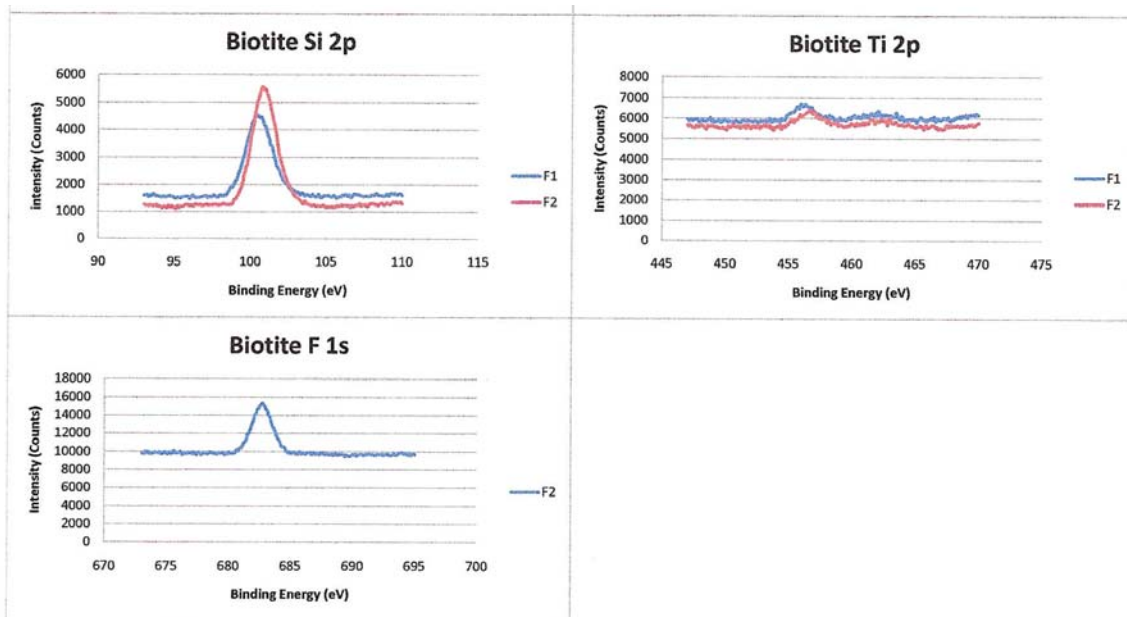 Biotite Si 2p
6000
5000
4000
3000
2000
1000
0
intensity (Counts)
90 95 100 105 110 115
Binding Energy (eV)
F1
F2
Biotite Ti 2p
8000
7000
6000
5000
4000
3000
2000
1000
0
Intensity (Counts)
445 450 455 460 465 470 475
Binding Energy (eV)
F1
F2
Biotite F 1s
18000
16000
14000
12000
10000
8000
6000
4000
2000
0
Intensity (Counts)
670 675 680 685 690 695 700
Binding Energy (eV)
F2